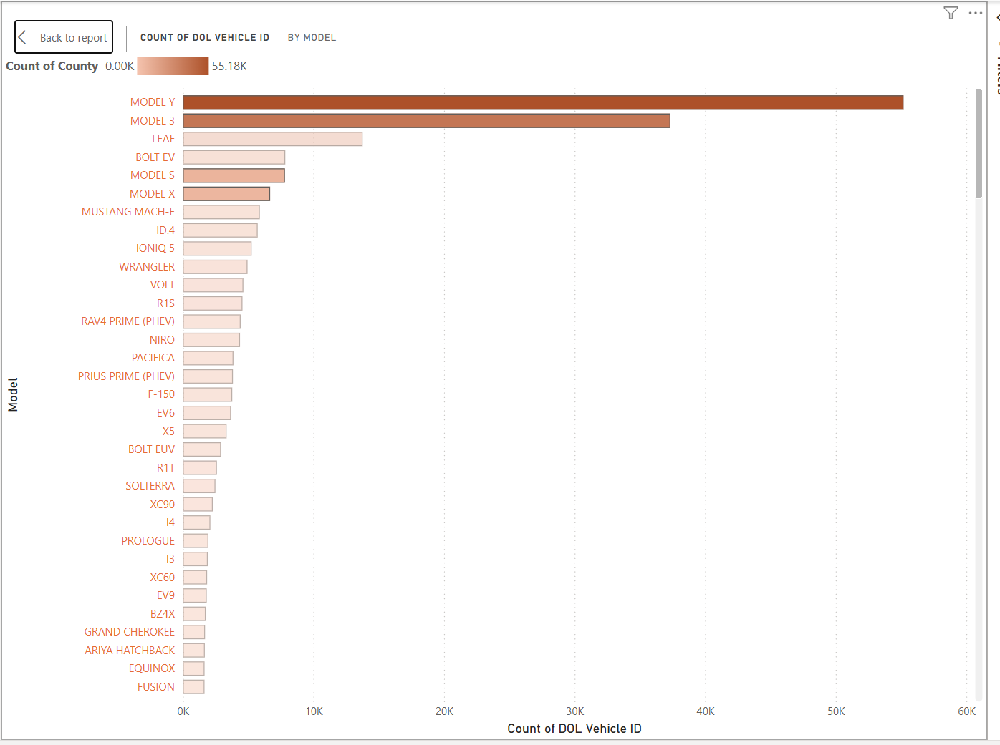 Back to report
COUNT OF DOL VEHICLE ID BY MODEL
Count of County 0.00K 55.18K
MODEL Y
MODEL 3
LEAF
BOLT EV
MODEL S
MODEL X
MUSTANG MACH-E
ID.4
IONIQ 5
WRANGLER
VOLT
R1S
RAV4 PRIME (PHEV)
NIRO
PACIFICA
PRIUS PRIME (PHEV)
F-150
EV6
X5
BOLT EUV
R1T
SOLTERRA
XC90
I4
PROLOGUE
I3
XC60
EV9
BZ4X
GRAND CHEROKEE
ARIYA HATCHBACK
EQUINOX
FUSION
Model
0K 10K 20K 30K 40K 50K 60K
Count of DOL Vehicle ID